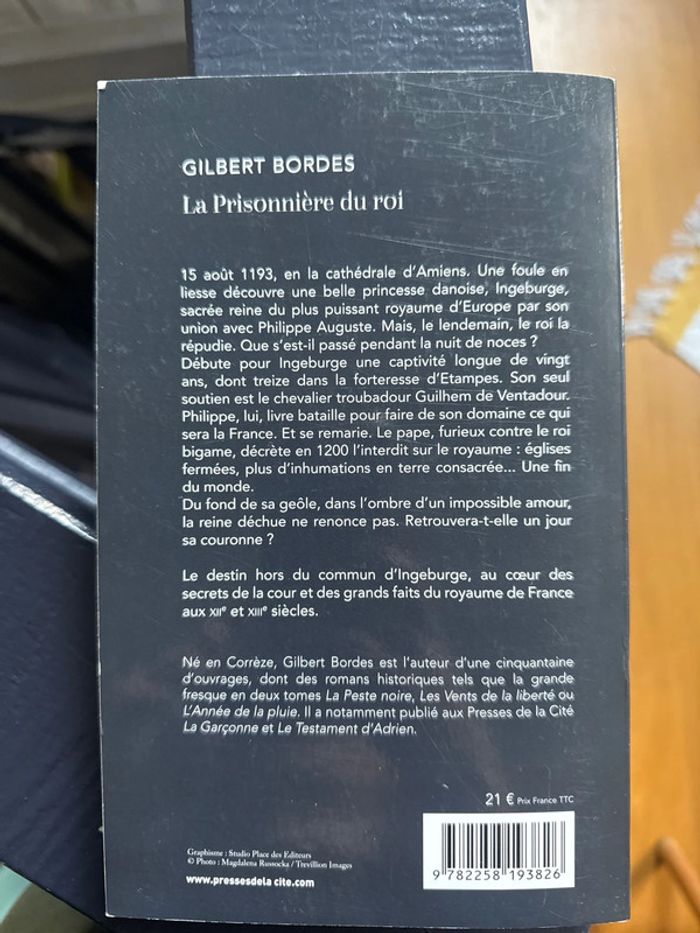 GILBERT BORDES
La Prisonnière du roi
15 août 1193, en la cathédrale d'Amiens. Une foule en
liesse découvre une belle princesse danoise, Ingeburge,
sacrée reine du plus puissant royaume d'Europe par son
union avec Philippe Auguste. Mais, le lendemain, le roi la
répudie. Que s'est-il passé pendant la nuit de noces ?
Débute pour Ingeburge une captivité longue de vingt
ans, dont treize dans la forteresse d'Etampes. Son seul
soutien est le chevalier troubadour Guilhem de Ventadour.
Philippe, lui, livre bataille pour faire de son domaine ce qui
sera la France. Et se remarie. Le pape, furieux contre le roi
bigame, décrète en 1200 l'interdit sur le royaume : églises
fermées, plus d'inhumations en terre consacrée... Une fin
du monde.
Du fond de sa geôle, dans l'ombre d'un impossible amour,
la reine déchue ne renonce pas. Retrouvera-t-elle un jour
sa couronne ?
Le destin hors du commun d'Ingeburge, au cœur des
secrets de la cour et des grands faits du royaume de France
aux XIIe et XIIIe siècles.
Né en Corrèze, Gilbert Bordes est l'auteur d'une cinquantaine
d'ouvrages, dont des romans historiques tels que la grande
fresque en deux tomes La Peste noire, Les Vents de la liberté ou
L'Année de la pluie. Il a notamment publié aux Presses de la Cité
La Garçonne et Le Testament d'Adrien.
21 € Prix France TTC
Graphisme : Studio Place des Editeurs
© Photo : Magdalena Russocka / Trevillion Images
www.pressesdela cite.com
9 782258 193826